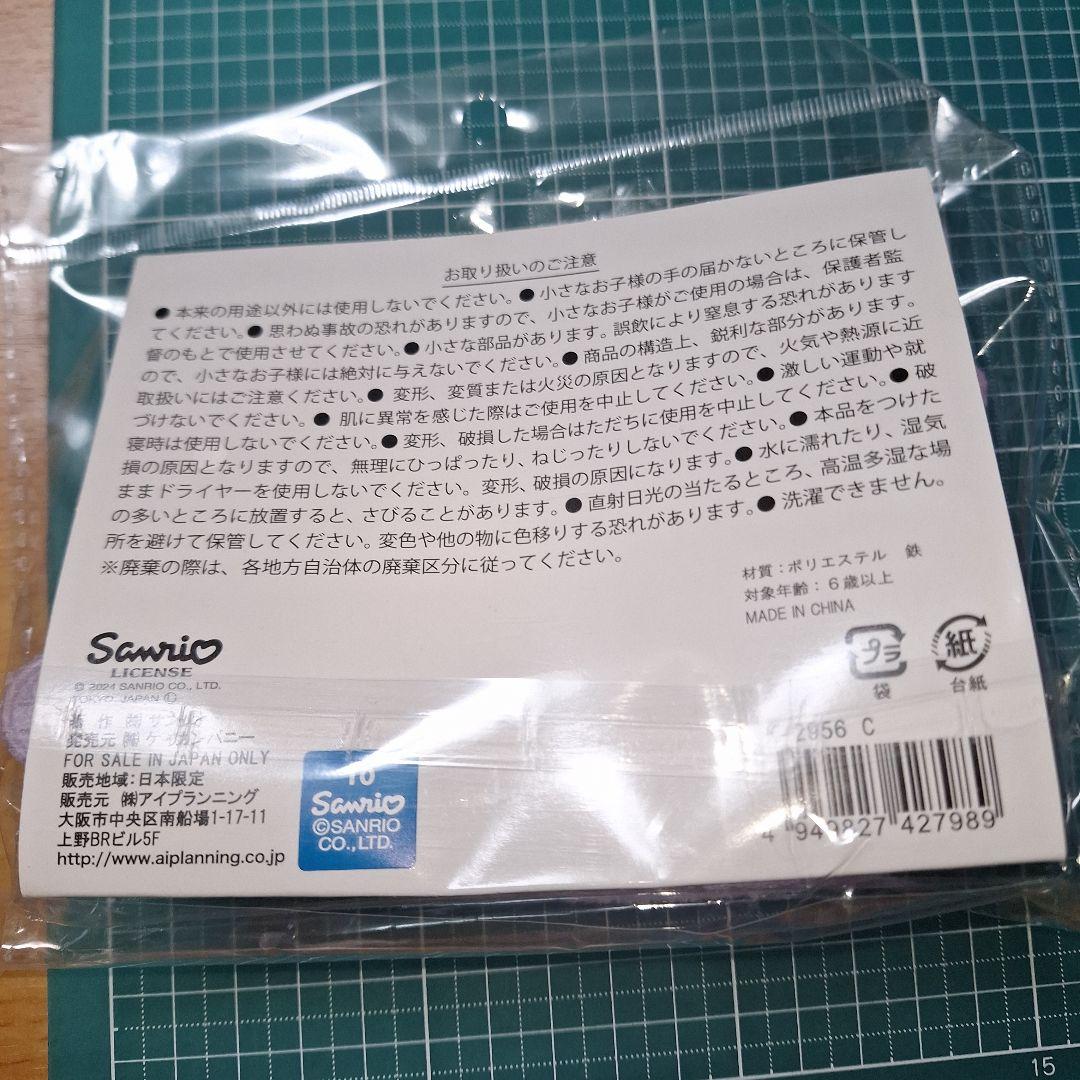 お取り扱いのご注意
●本来の用途以外には使用しないでください。●小さなお子様の手の届かないところに保管し
てください。●思わぬ事故の恐れがありますので、小さなお子様がご使用の場合は、保護者監
督のもとで使用させてください。●小さな部品があります。誤飲により窒息する恐れがあります
ので、小さなお子様には絶対に与えないでください。●商品の構造上、鋭利な部分があります。
取扱いにはご注意ください。●変形、変質または火災の原因となりますので、火気や熱源に近
づけないでください。●肌に異常を感じた際はご使用を中止してください。●激しい運動や就
寝時は使用しないでください。●変形、破損した場合はただちに使用を中止してください。●破
損の原因となりますので、無理にひっぱったり、ねじったりしないでください。●本品をつけた
ままドライヤーを使用しないでください。変形、破損の原因になります。●水に濡れたり、湿気
の多いところに放置すると、さびることがあります。●直射日光の当たるところ、高温多湿な場
所を避けて保管してください。変色や他の物に色移りする恐れがあります。●洗濯できません。
※廃棄の際は、各地方自治体の廃棄区分に従ってください。
材質：ポリエステル 鉄
対象年齢：６歳以上
MADE IN CHINA
プラ
袋
紙
台紙
Sanrio
LICENSE
© 2024 SANRIO CO., LTD.
TOKYO, JAPAN Ⓛ
発売元 ㈱ケイカンパニー
FOR SALE IN JAPAN ONLY
販売地域：日本限定
販売元 ㈱アイプランニング
大阪市中央区南船場1-17-11
上野BRビル5F
http://www.aiplanning.co.jp
Sanrio
©SANRIO
CO.,LTD.
2956 C
4 949827 427989
15